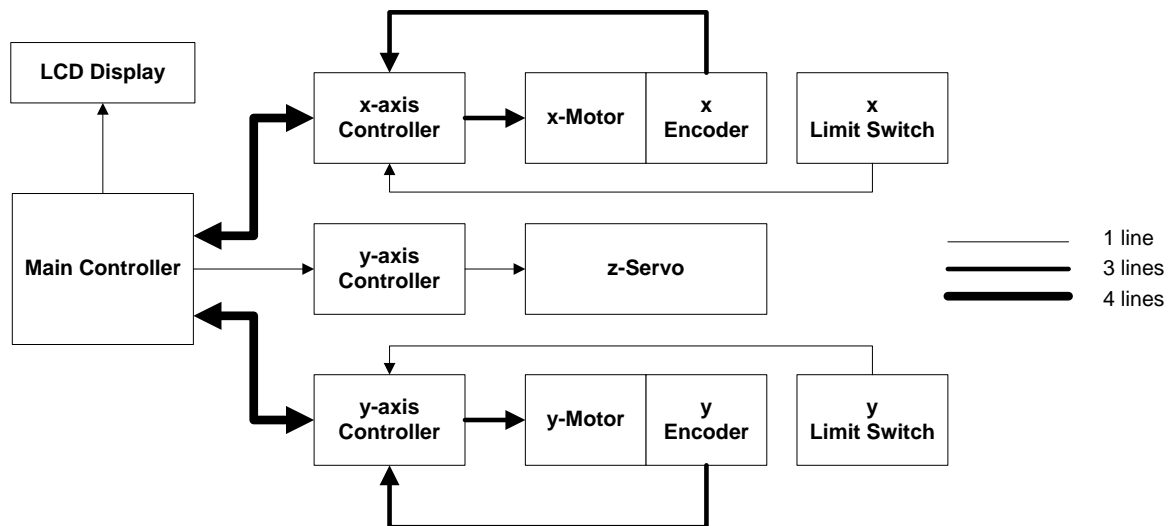 LCD Display
x-axis
Controller
x-Motor
x
Encoder
x
Limit Switch
Main Controller
y-axis
Controller
z-Servo
1 line
3 lines
4 lines
y-axis
Controller
y-Motor
y
Encoder
y
Limit Switch